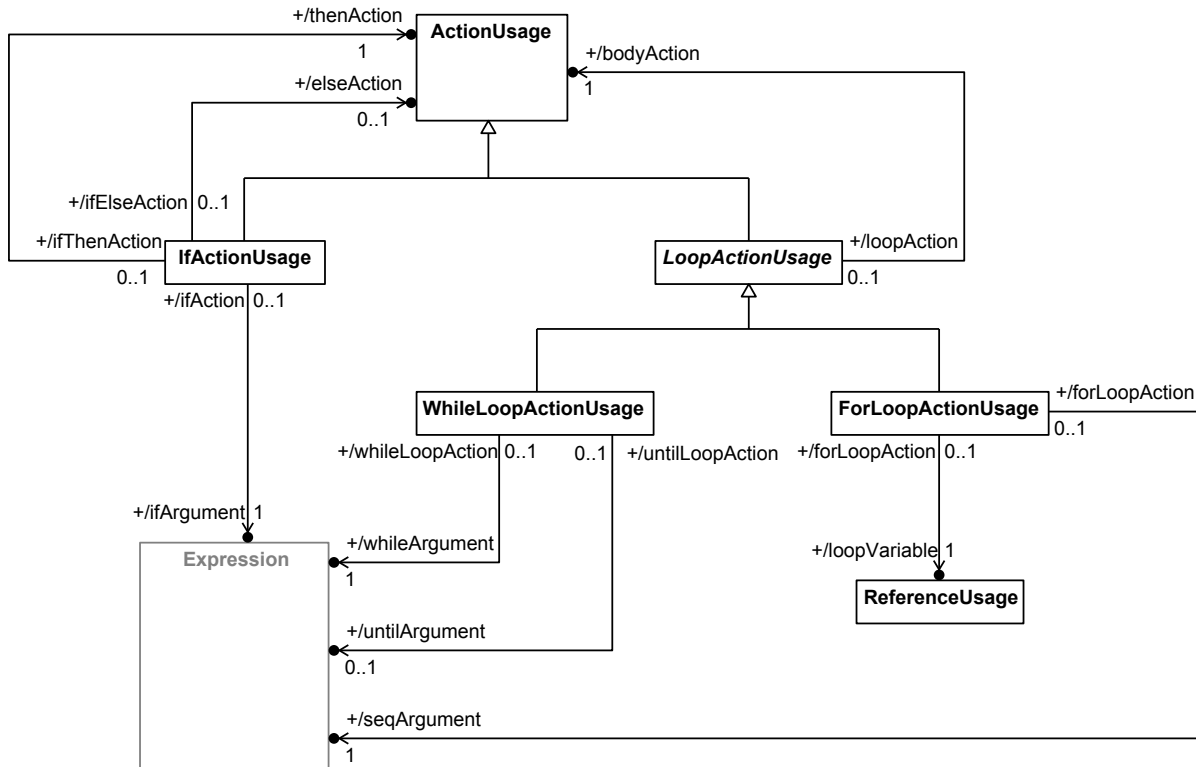 +/thenAction
1
ActionUsage
+/bodyAction
1
+/elseAction
0..1
+/ifElseAction 0..1
+/ifThenAction
0..1
IfActionUsage
LoopActionUsage
+/loopAction
0..1
+/ifAction 0..1
WhileLoopActionUsage
ForLoopActionUsage
+/forLoopAction
0..1
+/whileLoopAction 0..1
0..1 +/untilLoopAction
+/forLoopAction 0..1
+/ifArgument 1
Expression
+/whileArgument
1
+/loopVariable 1
ReferenceUsage
+/untilArgument
0..1
+/seqArgument
1